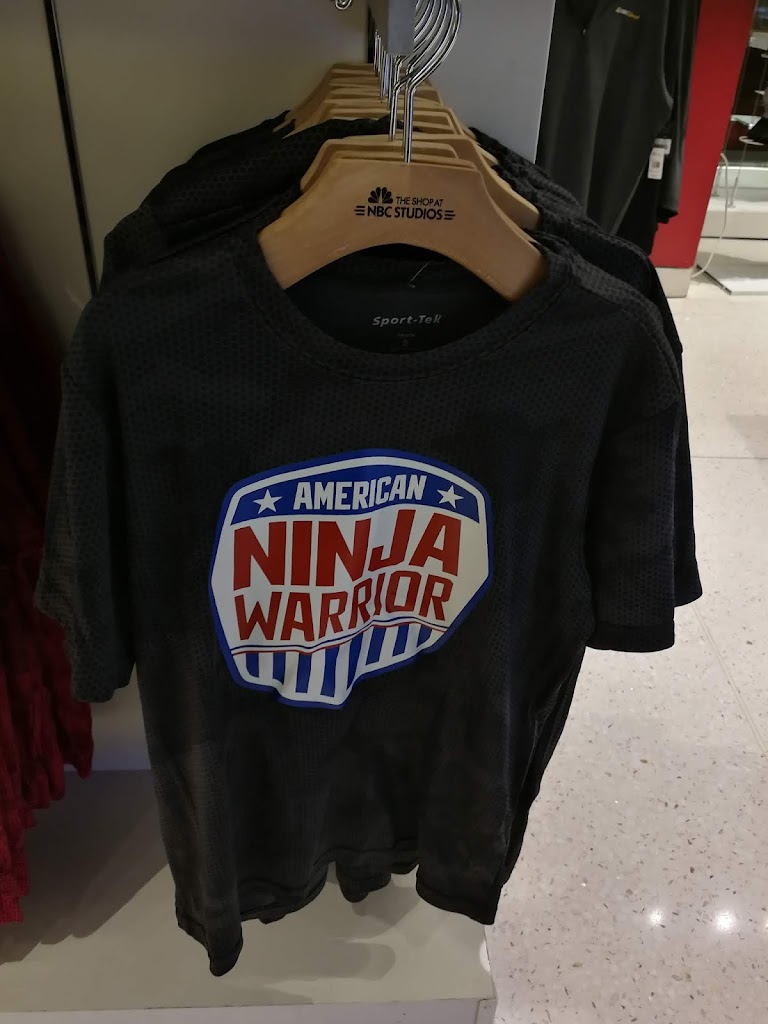 THE SHOP AT
NBC STUDIOS
Sport-Tek
AMERICAN
NINJA
WARRIOR